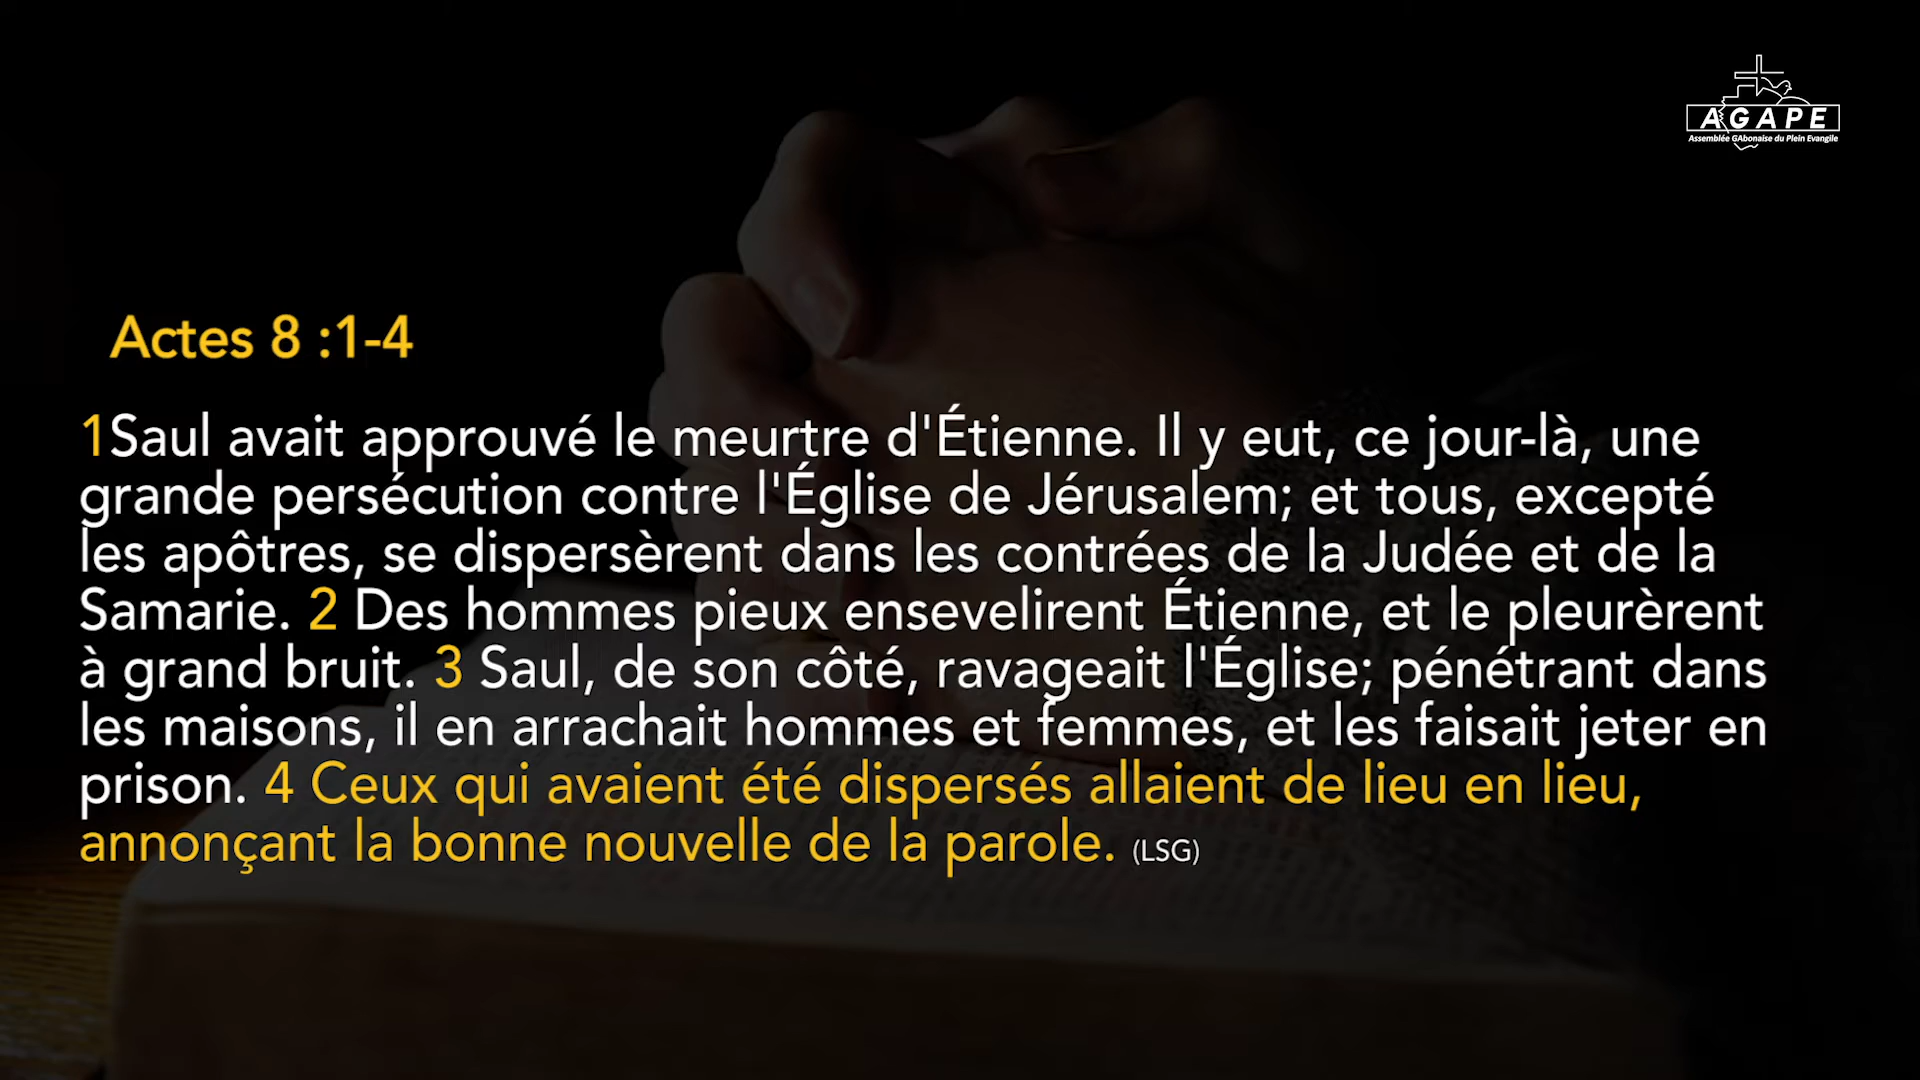 AGAPE
Assemblée GAbonaise du Plein Evangile
Actes 8 :1-4
1Saul avait approuvé le meurtre d'Étienne. Il y eut, ce jour-là, une
grande persécution contre l'Église de Jérusalem; et tous, excepté
les apôtres, se dispersèrent dans les contrées de la Judée et de la
Samarie. 2 Des hommes pieux ensevelirent Étienne, et le pleurèrent
à grand bruit. 3 Saul, de son côté, ravageait l'Église; pénétrant dans
les maisons, il en arrachait hommes et femmes, et les faisait jeter en
prison. 4 Ceux qui avaient été dispersés allaient de lieu en lieu,
annonçant la bonne nouvelle de la parole. (LSG)